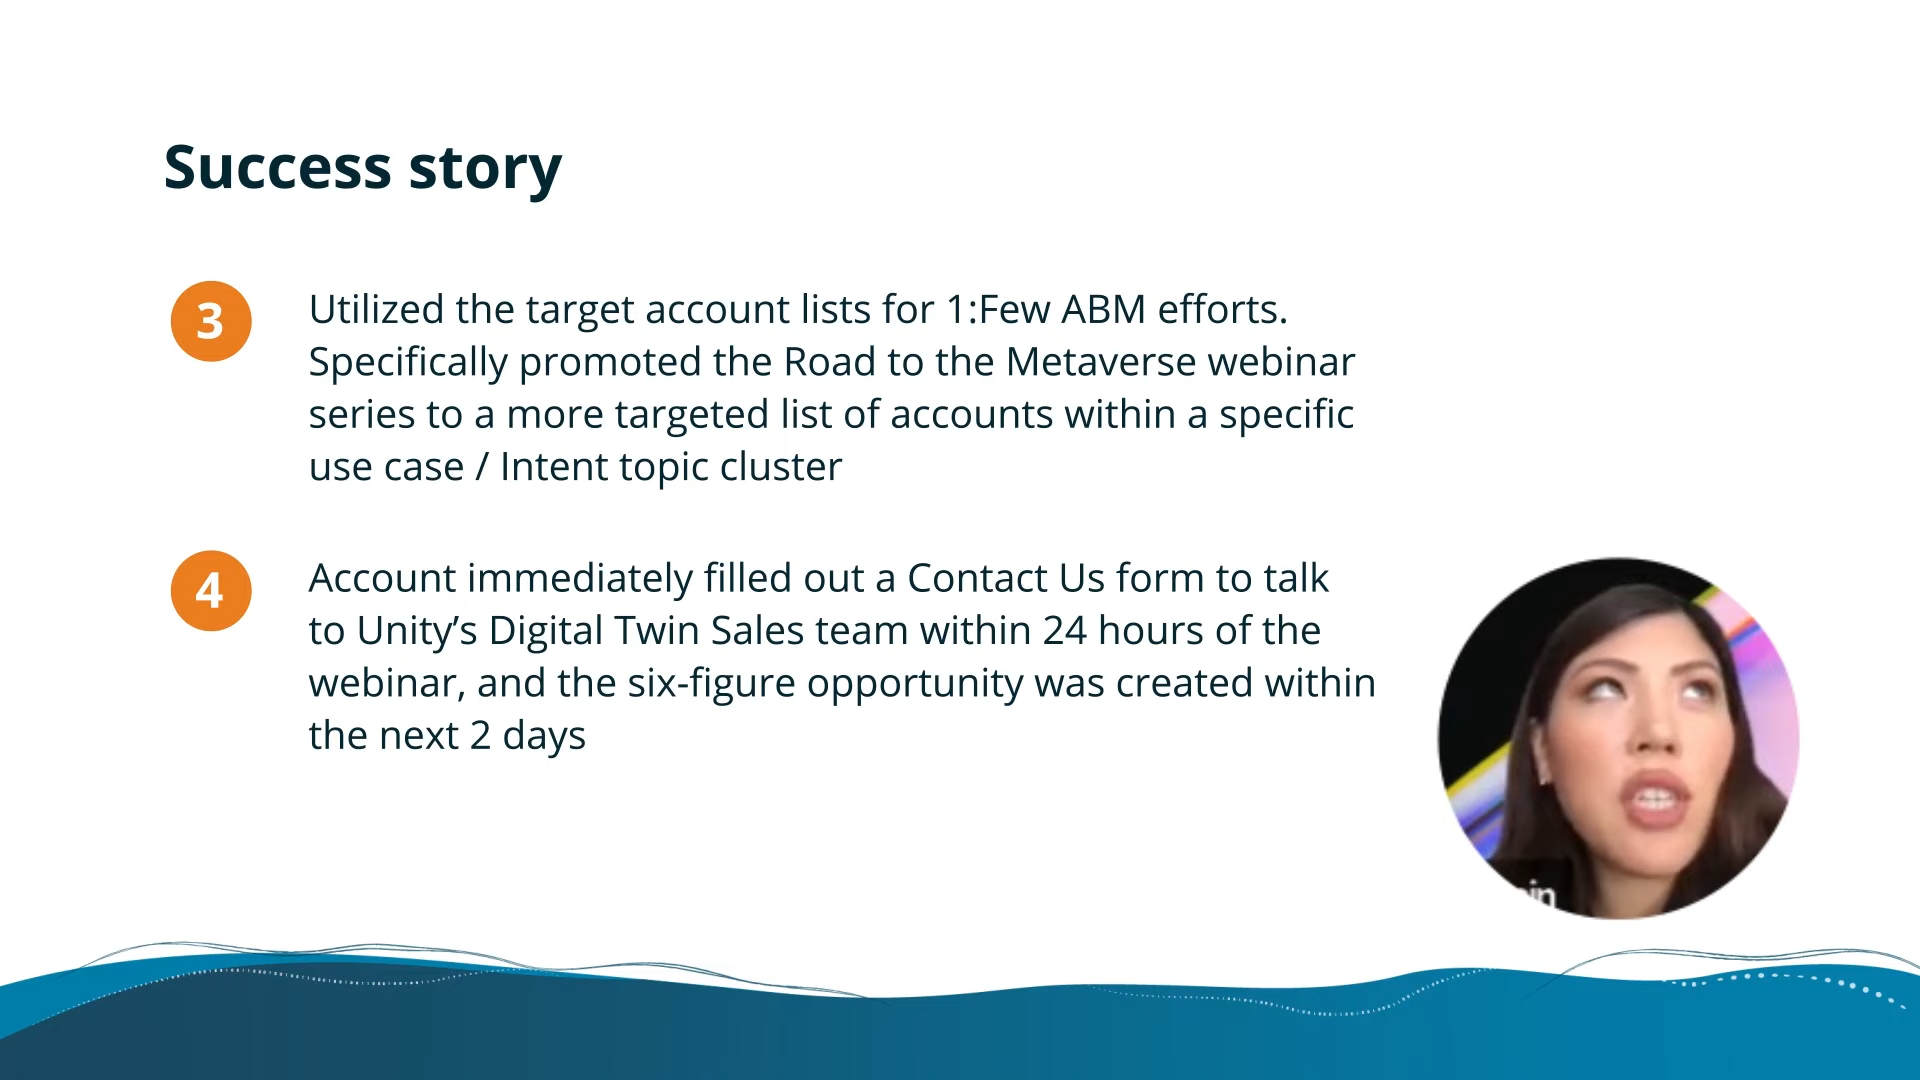 Success story
3
Utilized the target account lists for 1:Few ABM efforts.
Specifically promoted the Road to the Metaverse webinar
series to a more targeted list of accounts within a specific
use case / Intent topic cluster
4
Account immediately filled out a Contact Us form to talk
to Unity’s Digital Twin Sales team within 24 hours of the
webinar, and the six-figure opportunity was created within
the next 2 days